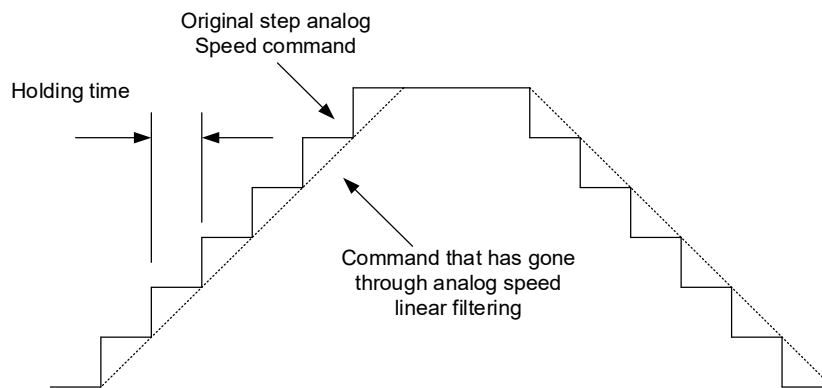 Original step analog
Speed command
Holding time
Command that has gone
through analog speed
linear filtering